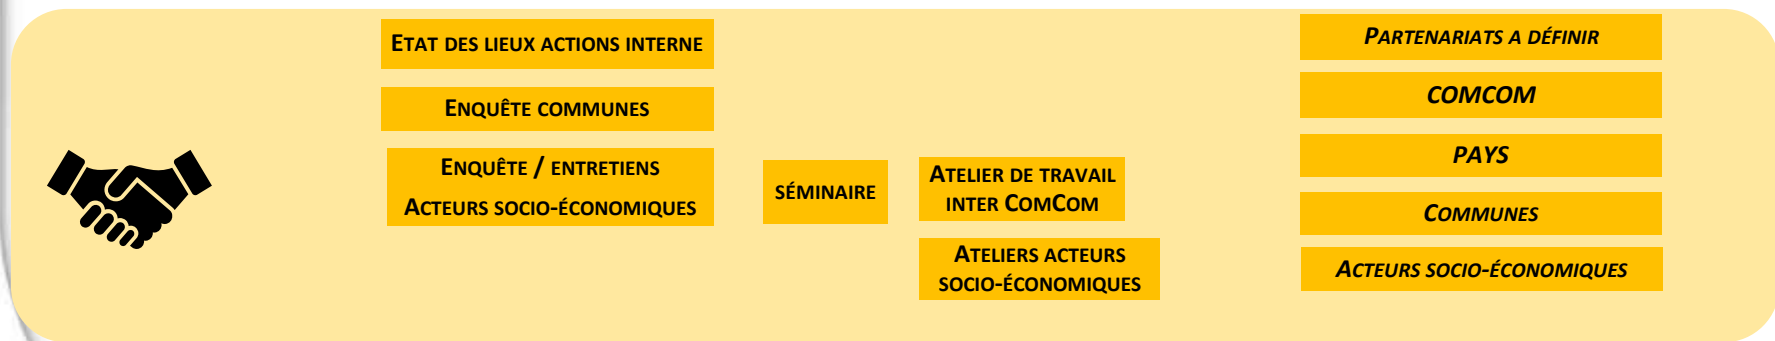 ETAT DES LIEUX ACTIONS INTERNE
ENQUÊTE COMMUNES
ENQUÊTE / ENTRETIENS
ACTEURS SOCIO-ÉCONOMIQUES
SÉMINAIRE
ATELIER DE TRAVAIL
INTER COMCOM
ATELIERS ACTEURS
SOCIO-ÉCONOMIQUES
PARTENARIATS A DÉFINIR
COMCOM
PAYS
COMMUNES
ACTEURS SOCIO-ÉCONOMIQUES